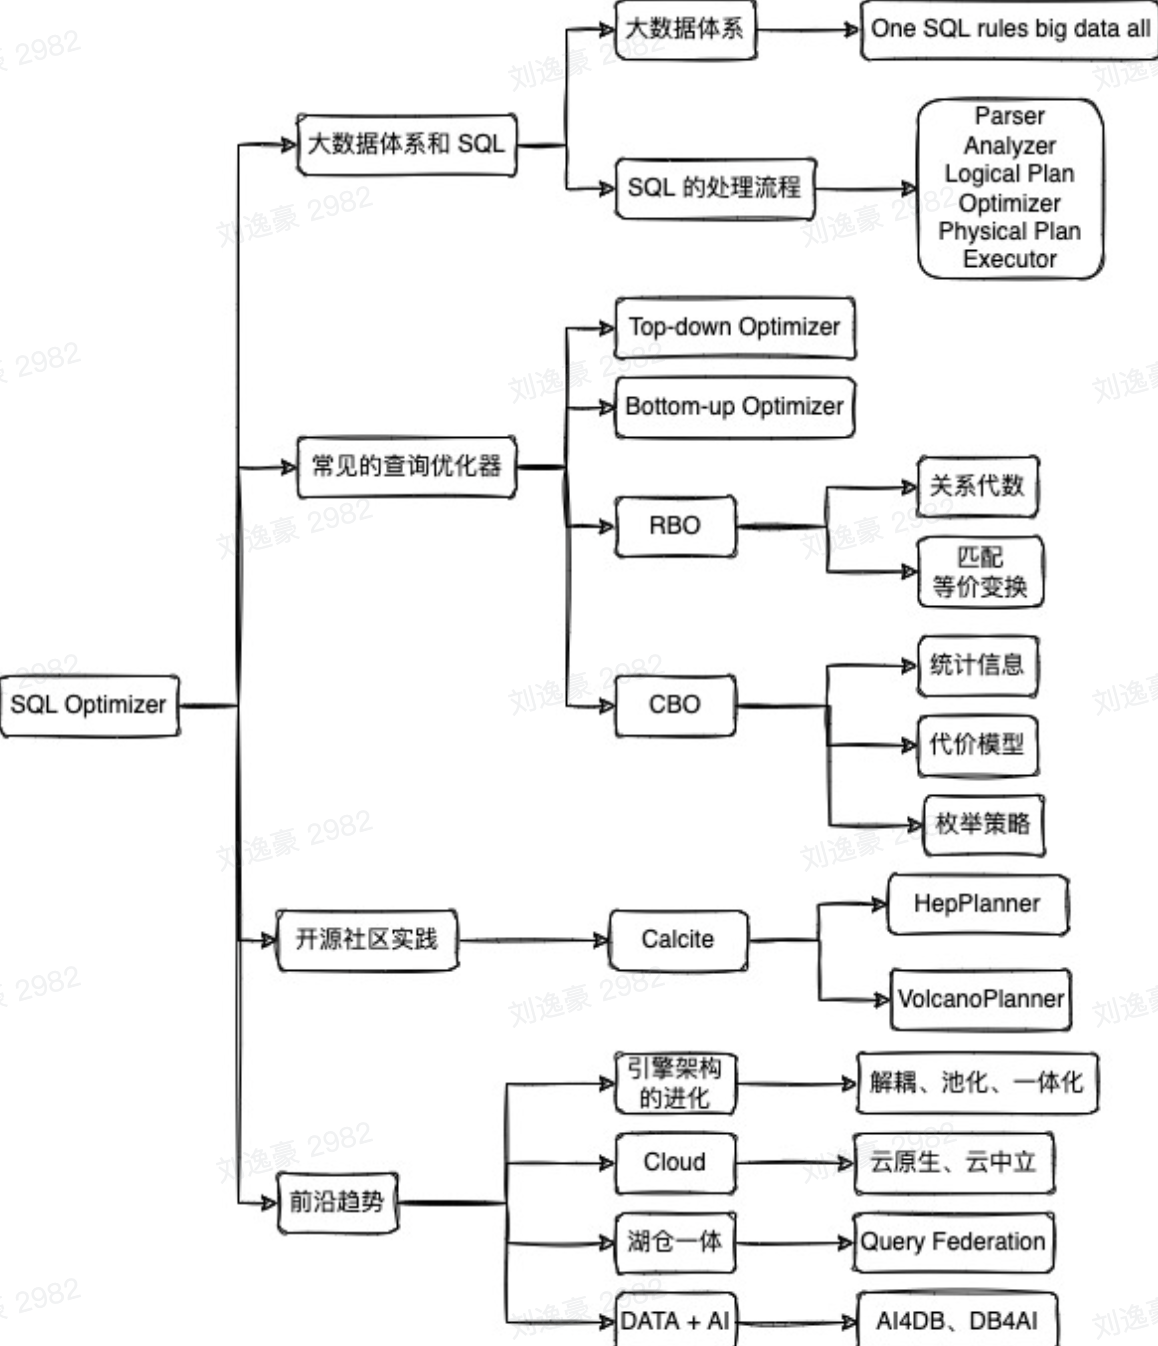 大数据体系
One SQL rules big data all
大数据体系和 SQL
SQL 的处理流程
Parser
Analyzer
Logical Plan
Optimizer
Physical Plan
Executor
Top-down Optimizer
Bottom-up Optimizer
常见的查询优化器
RBO
关系代数
匹配
等价变换
SQL Optimizer
CBO
统计信息
代价模型
枚举策略
开源社区实践
Calcite
HepPlanner
VolcanoPlanner
引擎架构
的进化
解耦、池化、一体化
Cloud
云原生、云中立
前沿趋势
湖仓一体
Query Federation
DATA + AI
AI4DB、DB4AI
刘逸豪 2982